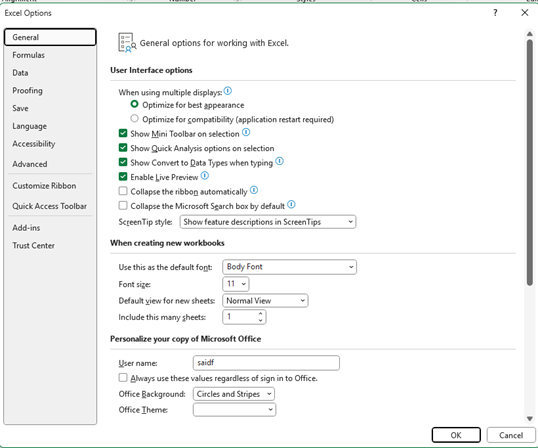 Alignment Number Styles Cells
Excel Options ? ×
General
Formulas
Data
Proofing
Save
Language
Accessibility
Advanced
Customize Ribbon
Quick Access Toolbar
Add-ins
Trust Center
General options for working with Excel.
User Interface options
When using multiple displays:
Optimize for best appearance
Optimize for compatibility (application restart required)
Show Mini Toolbar on selection
Show Quick Analysis options on selection
Show Convert to Data Types when typing
Enable Live Preview
Collapse the ribbon automatically
Collapse the Microsoft Search box by default
ScreenTip style: Show feature descriptions in ScreenTips
When creating new workbooks
Use this as the default font: Body Font
Font size: 11
Default view for new sheets: Normal View
Include this many sheets: 1
Personalize your copy of Microsoft Office
User name: saidf
Always use these values regardless of sign in to Office.
Office Background: Circles and Stripes
Office Theme:
OK Cancel